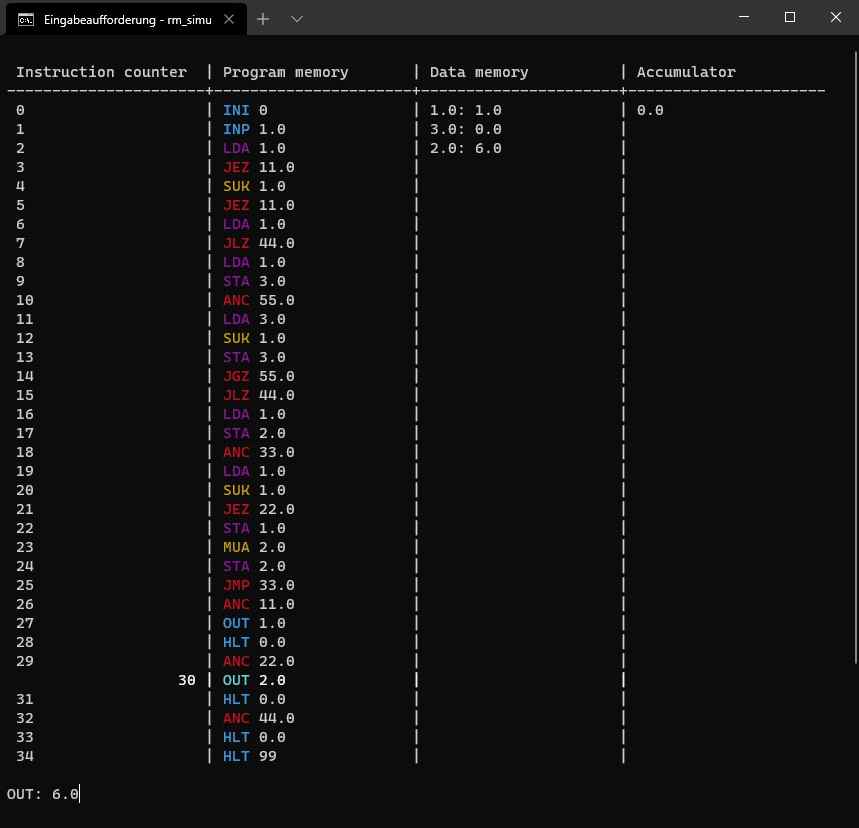 Eingabeaufforderung - rm_simu
Instruction counter | Program memory | Data memory | Accumulator
----------------------+----------------------+----------------------+----------------------
0 | INI 0 | 1.0: 1.0 | 0.0
1 | INP 1.0 | 3.0: 0.0 |
2 | LDA 1.0 | 2.0: 6.0 |
3 | JEZ 11.0 | |
4 | SUK 1.0 | |
5 | JEZ 11.0 | |
6 | LDA 1.0 | |
7 | JLZ 44.0 | |
8 | LDA 1.0 | |
9 | STA 3.0 | |
10 | ANC 55.0 | |
11 | LDA 3.0 | |
12 | SUK 1.0 | |
13 | STA 3.0 | |
14 | JGZ 55.0 | |
15 | JLZ 44.0 | |
16 | LDA 1.0 | |
17 | STA 2.0 | |
18 | ANC 33.0 | |
19 | LDA 1.0 | |
20 | SUK 1.0 | |
21 | JEZ 22.0 | |
22 | STA 1.0 | |
23 | MUA 2.0 | |
24 | STA 2.0 | |
25 | JMP 33.0 | |
26 | ANC 11.0 | |
27 | OUT 1.0 | |
28 | HLT 0.0 | |
29 | ANC 22.0 | |
30 | OUT 2.0 | |
31 | HLT 0.0 | |
32 | ANC 44.0 | |
33 | HLT 0.0 | |
34 | HLT 99 | |
OUT: 6.0